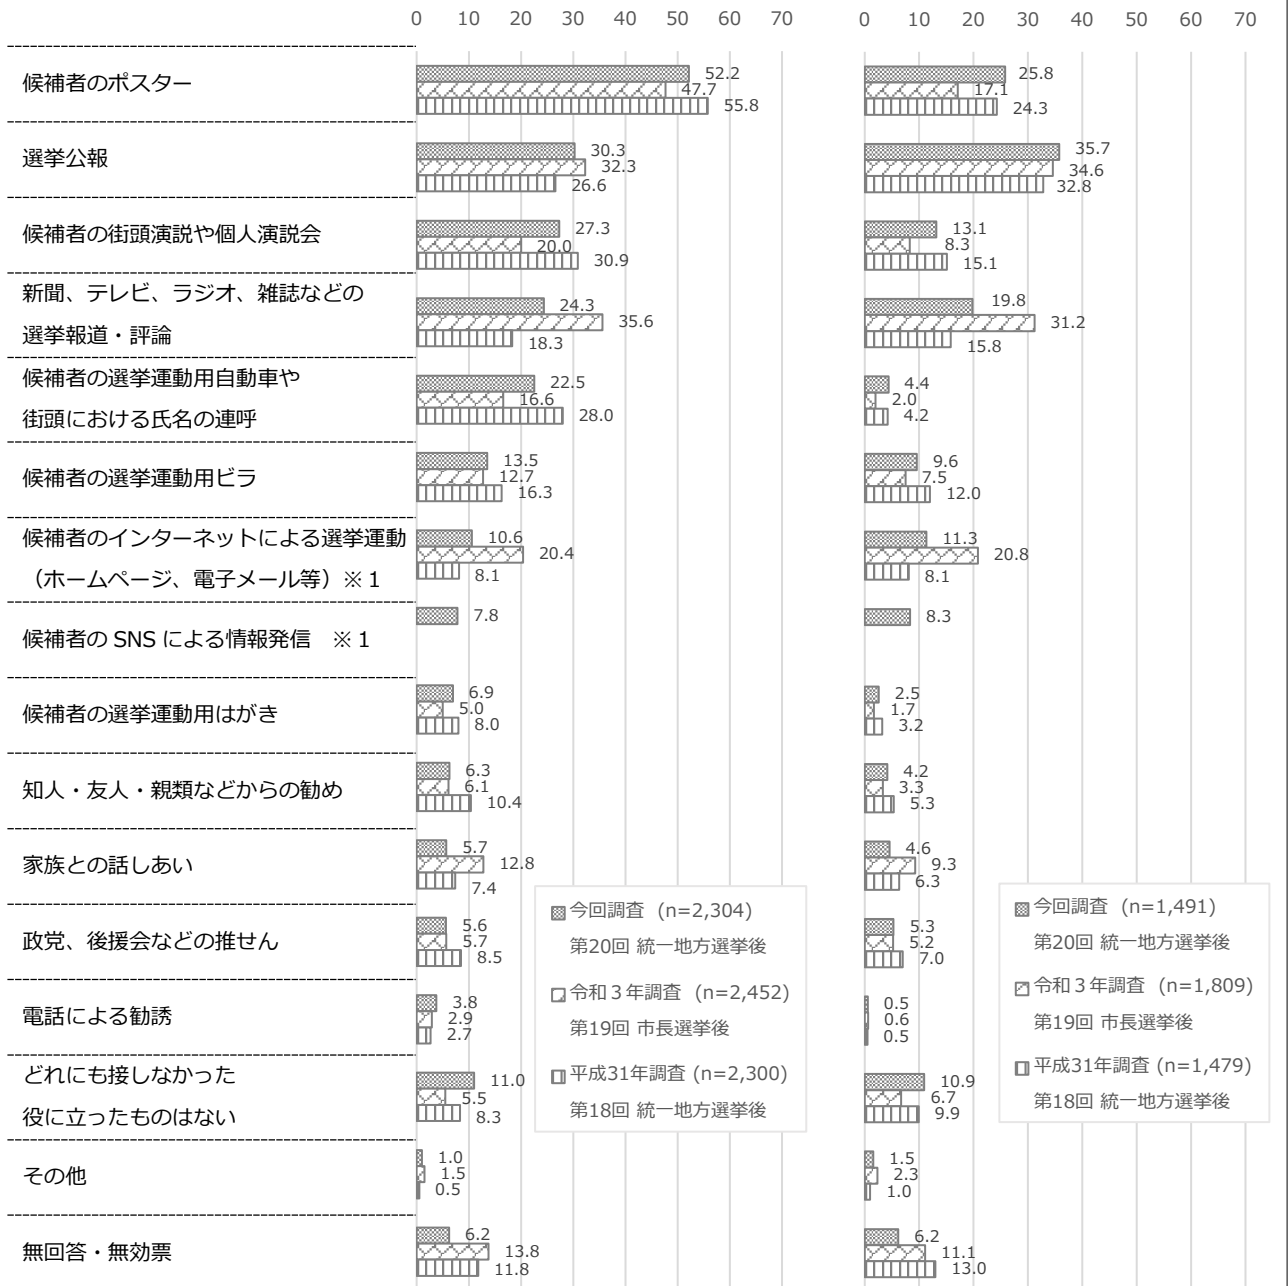 0 10 20 30 40 50 60 70
0 10 20 30 40 50 60 70
候補者のポスター
52.2
47.7
55.8
25.8
17.1
24.3
選挙公報
30.3
32.3
26.6
35.7
34.6
32.8
候補者の街頭演説や個人演説会
27.3
20.0
30.9
13.1
8.3
15.1
新聞、テレビ、ラジオ、雑誌などの
選挙報道・評論
24.3
35.6
18.3
19.8
31.2
15.8
候補者の選挙運動用自動車や
街頭における氏名の連呼
22.5
16.6
28.0
4.4
2.0
4.2
候補者の選挙運動用ビラ
13.5
12.7
16.3
9.6
7.5
12.0
候補者のインターネットによる選挙運動
（ホームページ、電子メール等）※１
10.6
20.4
8.1
11.3
20.8
8.1
候補者の SNS による情報発信　※１
7.8
8.3
候補者の選挙運動用はがき
6.9
5.0
8.0
2.5
1.7
3.2
知人・友人・親類などからの勧め
6.3
6.1
10.4
4.2
3.3
5.3
家族との話しあい
5.7
12.8
7.4
4.6
9.3
6.3
政党、後援会などの推せん
5.6
5.7
8.5
5.3
5.2
7.0
電話による勧誘
3.8
2.9
2.7
0.5
0.6
0.5
どれにも接しなかった
役に立ったものはない
11.0
5.5
8.3
10.9
6.7
9.9
その他
1.0
1.5
0.5
1.5
2.3
1.0
無回答・無効票
6.2
13.8
11.8
6.2
11.1
13.0
今回調査 (n=2,304)
第20回 統一地方選挙後
令和３年調査 (n=2,452)
第19回 市長選挙後
平成31年調査 (n=2,300)
第18回 統一地方選挙後
今回調査 (n=1,491)
第20回 統一地方選挙後
令和３年調査 (n=1,809)
第19回 市長選挙後
平成31年調査 (n=1,479)
第18回 統一地方選挙後